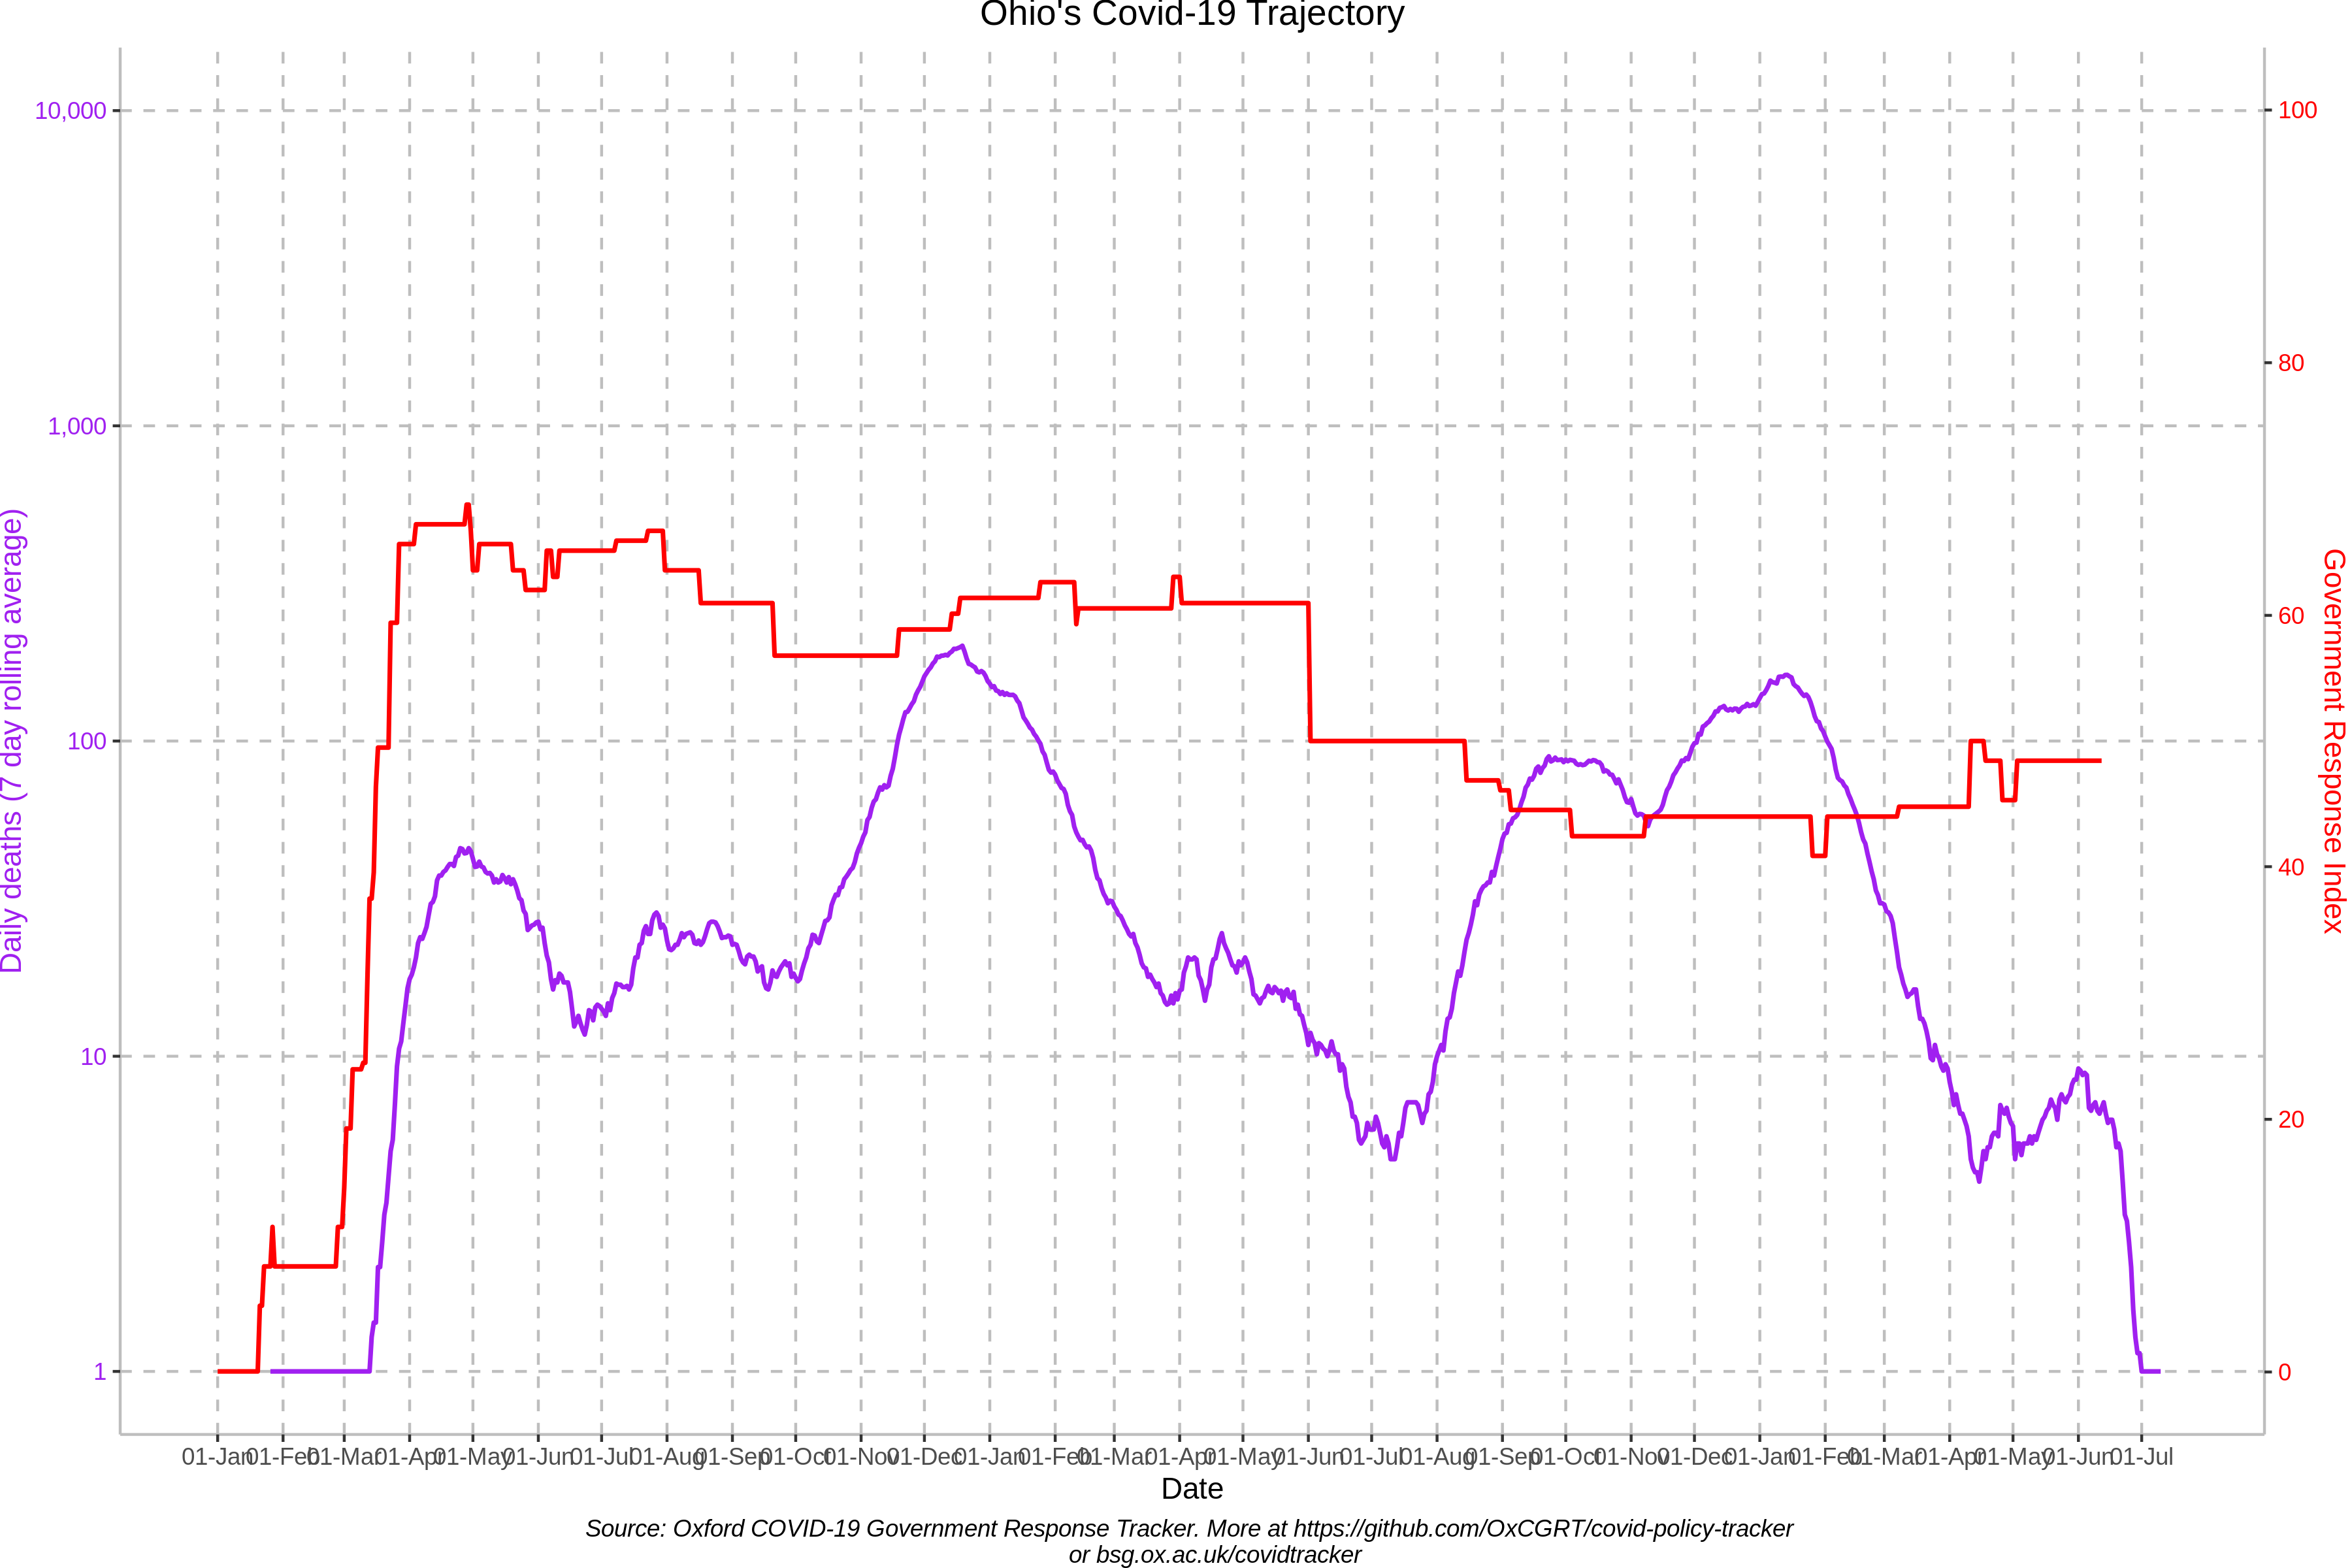 Ohio's Covid-19 Trajectory
10,000
1,000
100
10
1
Daily deaths (7 day rolling average)
100
80
60
40
20
0
Government Response Index
01-Jan 01-Feb 01-Mar 01-Apr 01-May 01-Jun 01-Jul 01-Aug 01-Sep 01-Oct 01-Nov 01-Dec 01-Jan 01-Feb 01-Mar 01-Apr 01-May 01-Jun 01-Jul 01-Aug 01-Sep 01-Oct 01-Nov 01-Dec 01-Jan 01-Feb 01-Mar 01-Apr 01-May 01-Jun 01-Jul
Date
Source: Oxford COVID-19 Government Response Tracker. More at https://github.com/OxCGRT/covid-policy-tracker
or bsg.ox.ac.uk/covidtracker